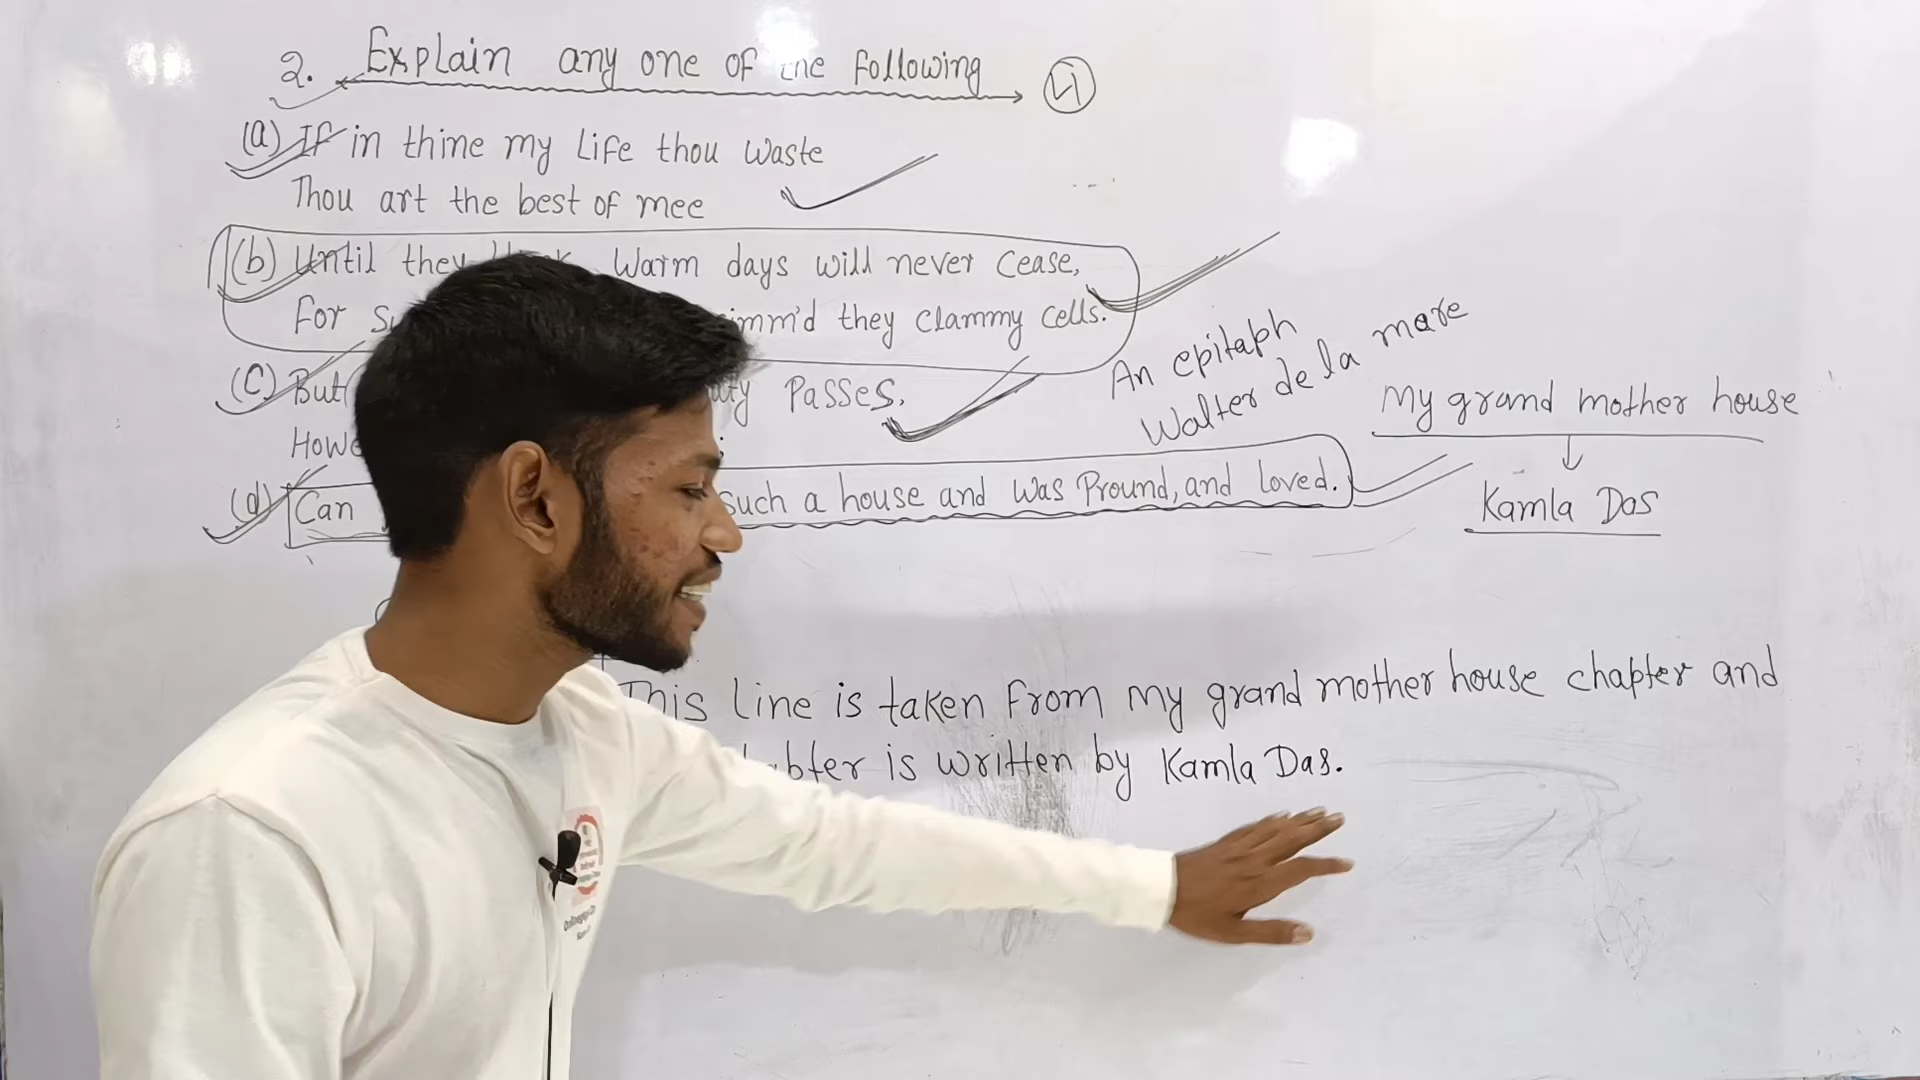 2. Explain any one of the following 4
(a) If in thine my Life thou waste
Thou art the best of mee
(b) Until they Warm days will never cease,
For they clammy cells.
(c) But Passes.
An epitaph
Walter de la mare
My grand mother house
(d) Can such a house and was Pround, and loved.
Kamla Das
This Line is taken from my grand mother house chapter and
is written by Kamla Das.